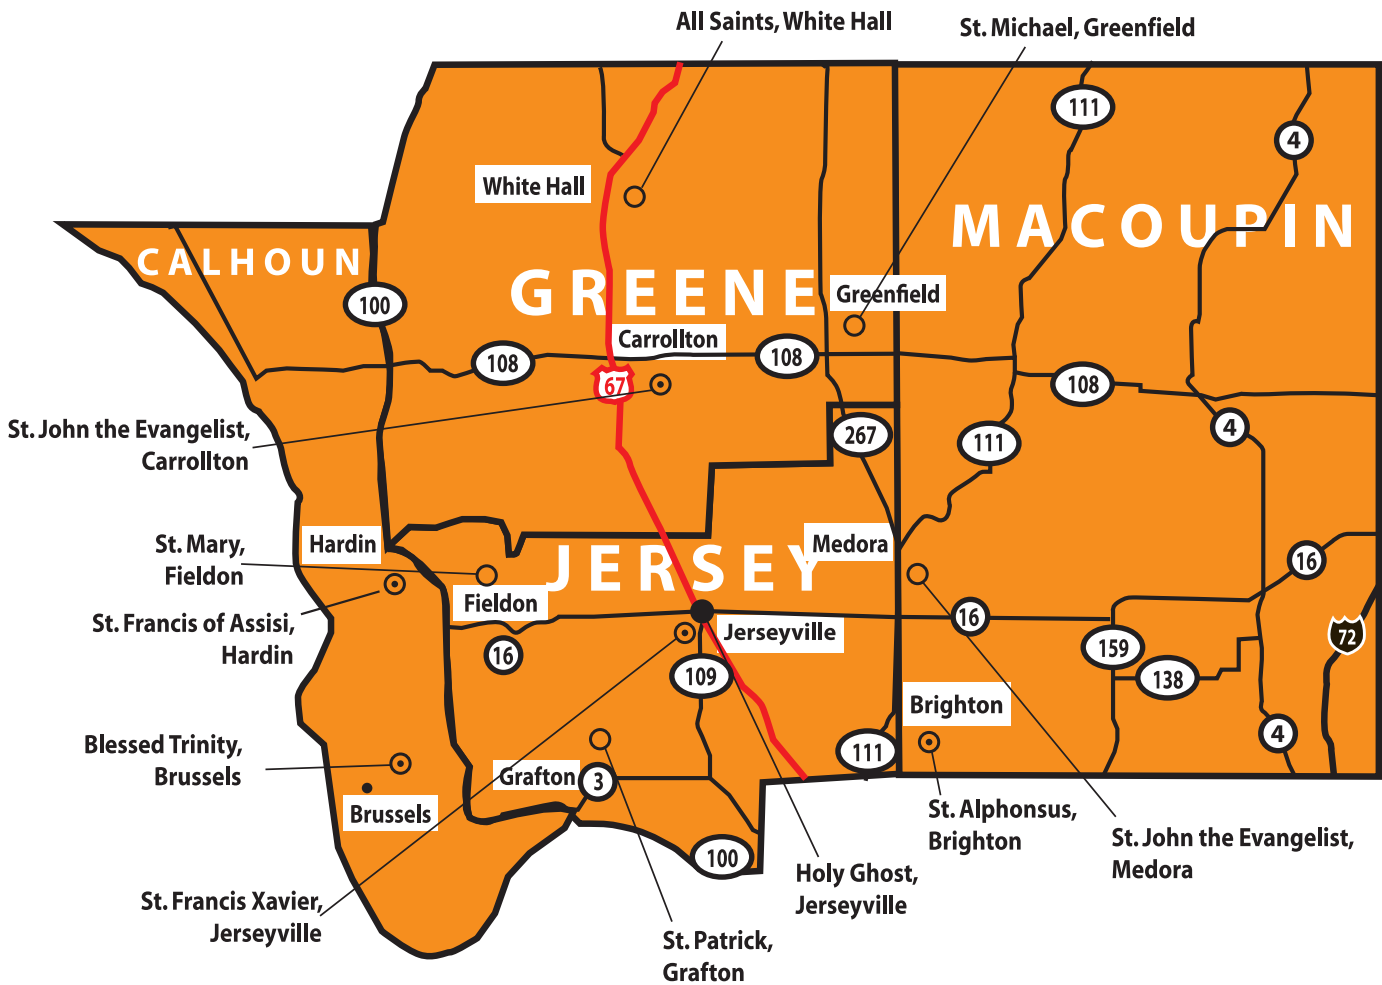 All Saints, White Hall
St. Michael, Greenfield
111
4
White Hall
MACOUPIN
CALHOUN
GREENE
Greenfield
100
Carrollton
108
108
67
108
St. John the Evangelist,
Carrollton
267
111
4
Hardin
St. Mary,
Fieldon
Medora
JERSEY
16
Fieldon
St. Francis of Assisi,
Hardin
16
Jerseyville
72
16
159
109
138
Brighton
Blessed Trinity,
Brussels
111
4
Grafton
3
Brussels
St. Alphonsus,
Brighton
St. John the Evangelist,
Medora
100
Holy Ghost,
Jerseyville
St. Francis Xavier,
Jerseyville
St. Patrick,
Grafton